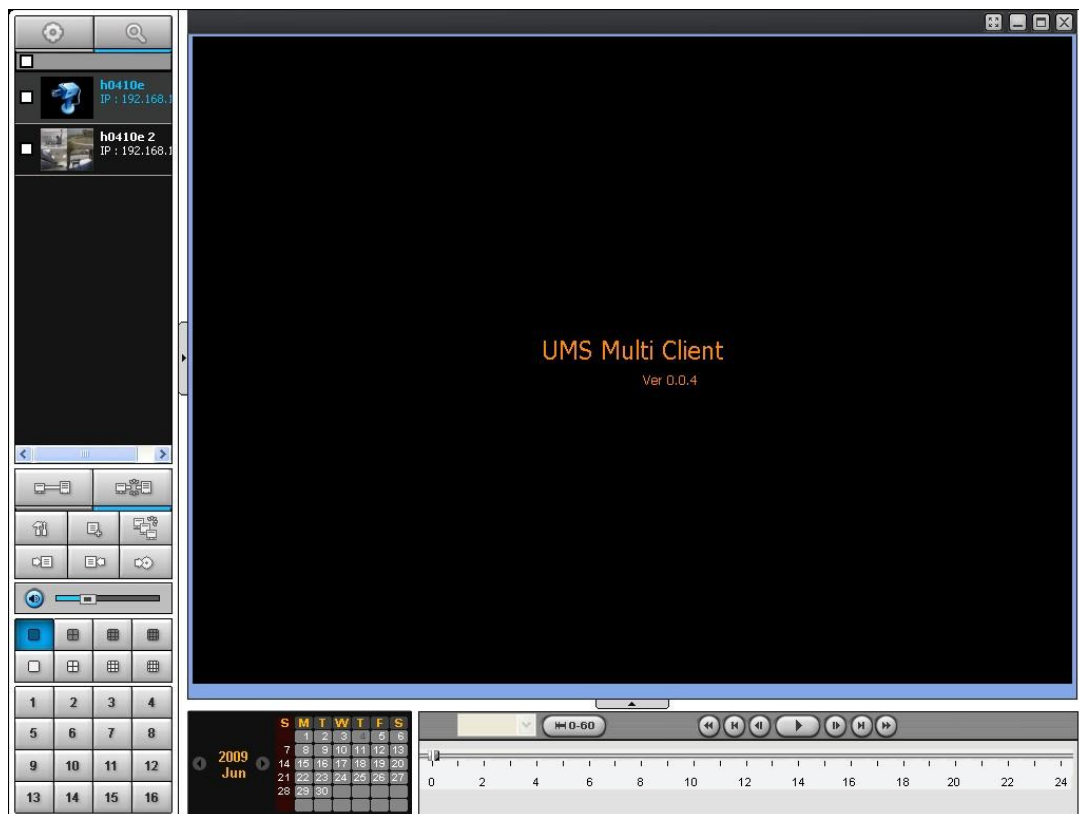 h0410e
IP : 192.168.1
h0410e 2
IP : 192.168.1
UMS Multi Client
Ver 0.0.4
1 2 3 4
5 6 7 8
9 10 11 12
13 14 15 16
2009
Jun
S M T W T F S
1 2 3 4 5 6
7 8 9 10 11 12 13
14 15 16 17 18 19 20
21 22 23 24 25 26 27
28 29 30
0-60
0 2 4 6 8 10 12 14 16 18 20 22 24